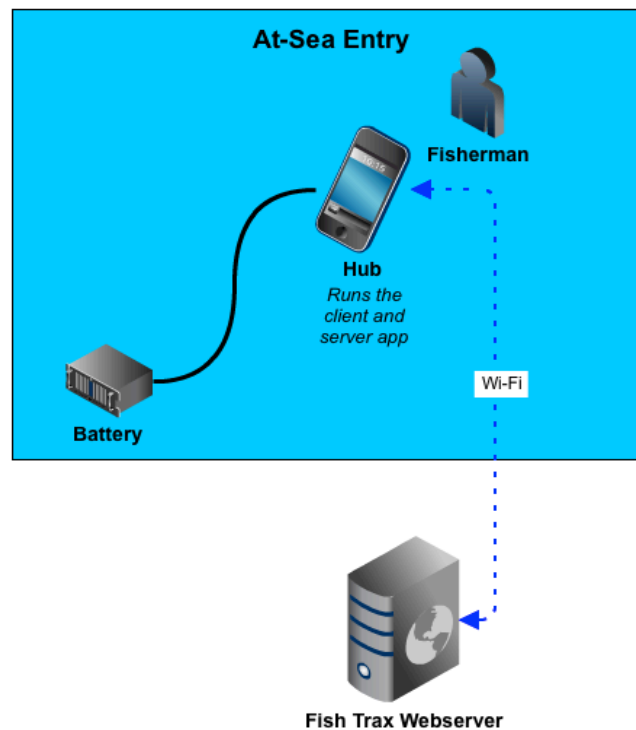 At-Sea Entry
Fisherman
Hub
Runs the
client and
server app
Wi-Fi
Battery
Fish Trax Webserver